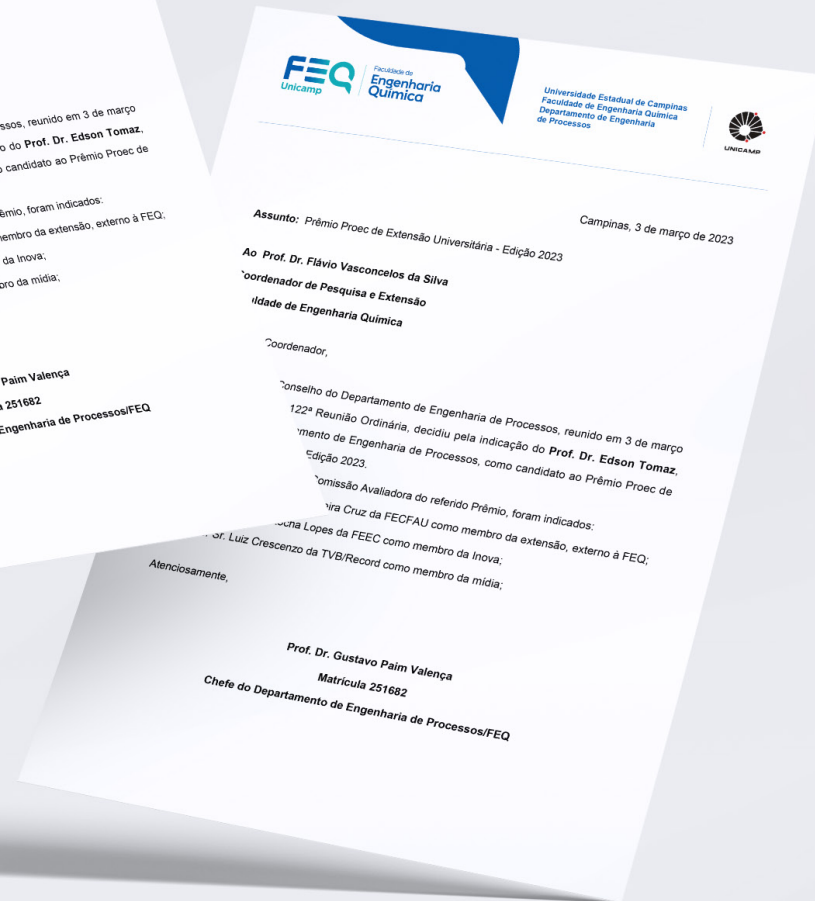 ssos, reunido em 3 de março
o do Prof. Dr. Edson Tomaz,
o candidato ao Prêmio Proec de
êmio, foram indicados:
nembro da extensão, externo à FEQ;
da Inova;
bro da mídia;
Paim Valença
a 251682
Engenharia de Processos/FEQ
FEQ
Unicamp
Faculdade de
Engenharia
Química
Universidade Estadual de Campinas
Faculdade de Engenharia Química
Departamento de Engenharia
de Processos
UNICAMP
Campinas, 3 de março de 2023
Assunto: Prêmio Proec de Extensão Universitária - Edição 2023
Ao Prof. Dr. Flávio Vasconcelos da Silva
oordenador de Pesquisa e Extensão
ldade de Engenharia Química
Coordenador,
Conselho do Departamento de Engenharia de Processos, reunido em 3 de março
122ª Reunião Ordinária, decidiu pela indicação do Prof. Dr. Edson Tomaz,
mento de Engenharia de Processos, como candidato ao Prêmio Proec de
Edição 2023.
Comissão Avaliadora do referido Prêmio, foram indicados:
eira Cruz da FECFAU como membro da extensão, externo à FEQ;
ocha Lopes da FEEC como membro da Inova;
Sr. Luiz Crescenzo da TVB/Record como membro da mídia;
Atenciosamente,
Prof. Dr. Gustavo Paim Valença
Matrícula 251682
Chefe do Departamento de Engenharia de Processos/FEQ